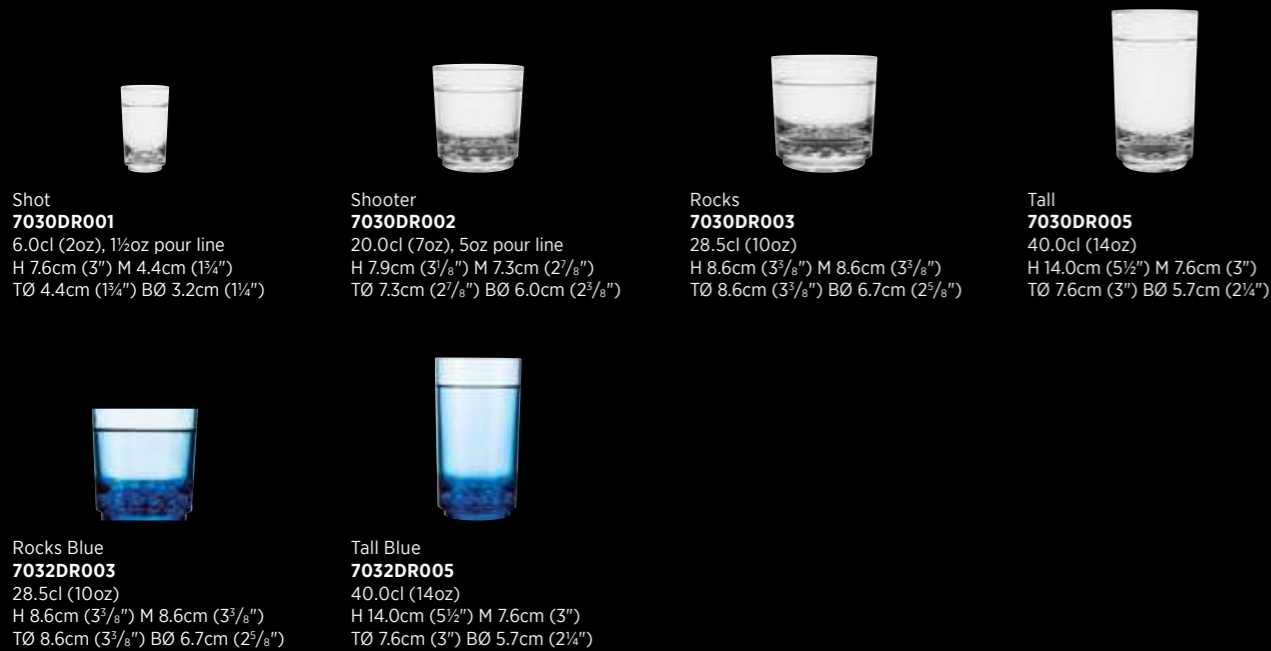 Shot
7030DR001
6.0cl (2oz), 1½oz pour line
H 7.6cm (3") M 4.4cm (1¾")
TØ 4.4cm (1¾") BØ 3.2cm (1¼")
Shooter
7030DR002
20.0cl (7oz), 5oz pour line
H 7.9cm (3¹/₈") M 7.3cm (2⁷/₈")
TØ 7.3cm (2⁷/₈") BØ 6.0cm (2³/₈")
Rocks
7030DR003
28.5cl (10oz)
H 8.6cm (3³/₈") M 8.6cm (3³/₈")
TØ 8.6cm (3³/₈") BØ 6.7cm (2⁵/₈")
Tall
7030DR005
40.0cl (14oz)
H 14.0cm (5½") M 7.6cm (3")
TØ 7.6cm (3") BØ 5.7cm (2¼")
Rocks Blue
7032DR003
28.5cl (10oz)
H 8.6cm (3³/₈") M 8.6cm (3³/₈")
TØ 8.6cm (3³/₈") BØ 6.7cm (2⁵/₈")
Tall Blue
7032DR005
40.0cl (14oz)
H 14.0cm (5½") M 7.6cm (3")
TØ 7.6cm (3") BØ 5.7cm (2¼")